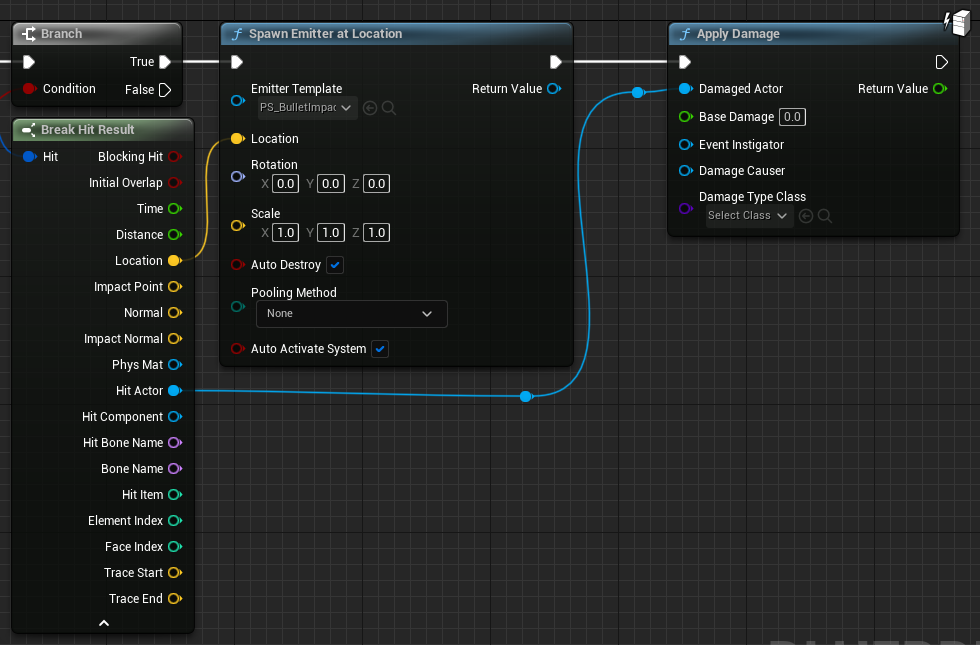 Branch
True
Condition
False
Break Hit Result
Hit
Blocking Hit
Initial Overlap
Time
Distance
Location
Impact Point
Normal
Impact Normal
Phys Mat
Hit Actor
Hit Component
Hit Bone Name
Bone Name
Hit Item
Element Index
Face Index
Trace Start
Trace End
Spawn Emitter at Location
Emitter Template
Return Value
PS_BulletImpac
Location
Rotation
X 0.0 Y 0.0 Z 0.0
Scale
X 1.0 Y 1.0 Z 1.0
Auto Destroy
Pooling Method
None
Auto Activate System
Apply Damage
Damaged Actor
Return Value
Base Damage 0.0
Event Instigator
Damage Causer
Damage Type Class
Select Class